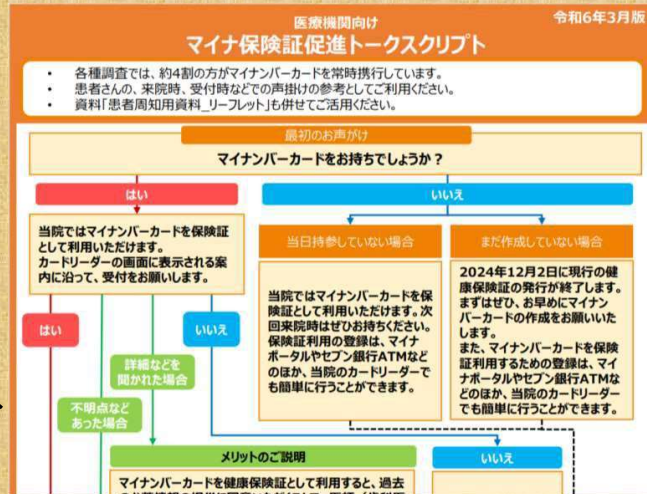 医療機関向け
令和6年3月版
マイナ保険証促進トークスクリプト
• 各種調査では、約4割の方がマイナンバーカードを常時携行しています。
• 患者さんの、来院時、受付時などでの声掛けの参考としてご利用ください。
• 資料「患者周知用資料_リーフレット」も併せてご活用ください。
最初のお声がけ
マイナンバーカードをお持ちでしょうか?
はい
いいえ
当院ではマイナンバーカードを保険証
として利用いただけます。
カードリーダーの画面に表示される案
内に沿って、受付をお願いします。
当日持参していない場合
まだ作成していない場合
当院ではマイナンバーカードを保
険証として利用いただけます。次
回来院時はぜひお持ちください。
保険証利用の登録は、マイナ
ポータルやセブン銀行ATMなど
のほか、当院のカードリーダーで
も簡単に行うことができます。
2024年12月2日に現行の健
康保険証の発行が終了します。
まずはぜひ、お早めにマイナン
バーカードの作成をお願いいた
します。
また、マイナンバーカードを保険
証利用するための登録は、マイ
ナポータルやセブン銀行ATMな
どのほか、当院のカードリーダー
でも簡単に行うことができます。
はい
いいえ
詳細などを
聞かれた場合
不明点など
あった場合
メリットのご説明
いいえ
マイナンバーカードを健康保険証として利用すると、過去